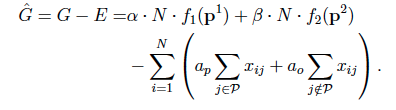 Ĝ = G − E = α · N · f₁(𝐩¹) + β · N · f₂(𝐩²)
− ∑_{i=1}^{N} ( a_p ∑_{j∈𝒫} x_{ij} + a_o ∑_{j∉𝒫} x_{ij} ) .